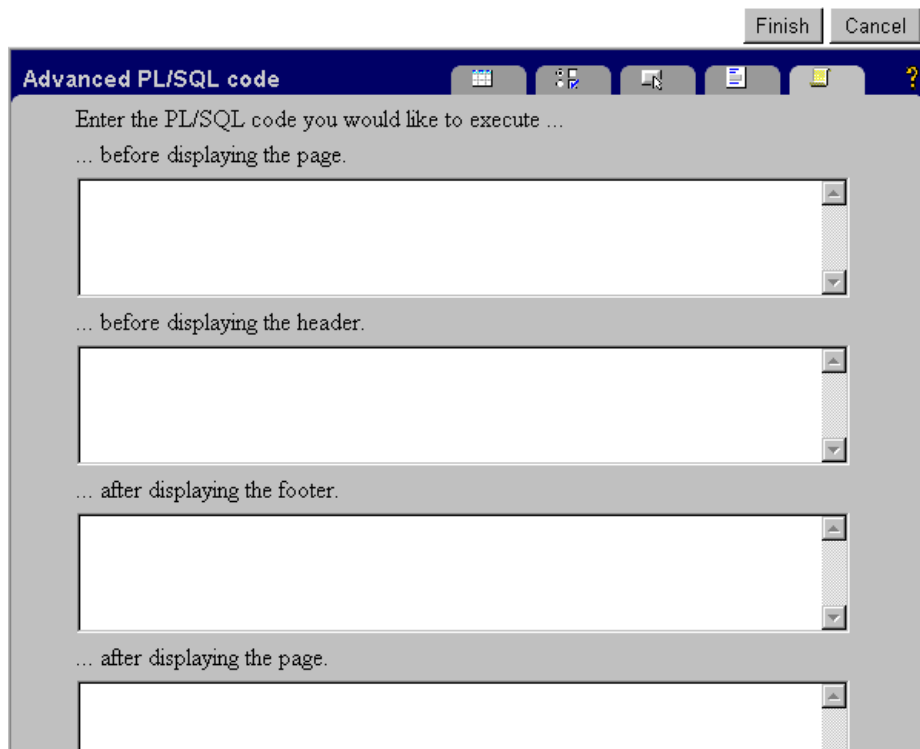 Finish Cancel
Advanced PL/SQL code ?
Enter the PL/SQL code you would like to execute ...
... before displaying the page.
... before displaying the header.
... after displaying the footer.
... after displaying the page.